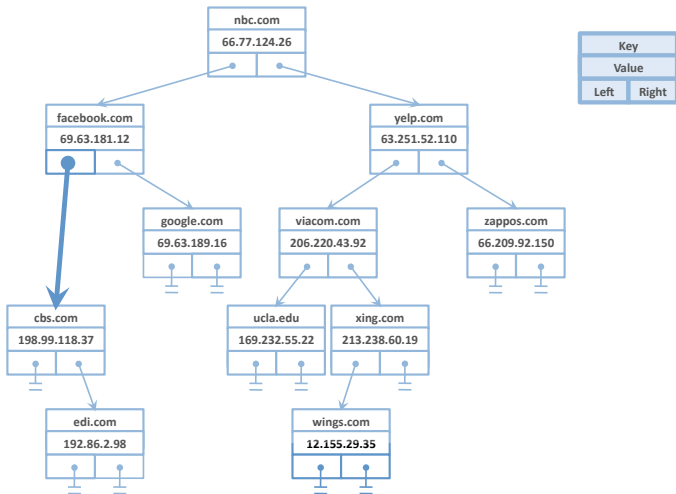 nbc.com
66.77.124.26
Key
Value
Left Right
facebook.com
69.63.181.12
yelp.com
63.251.52.110
google.com
69.63.189.16
viacom.com
206.220.43.92
zappos.com
66.209.92.150
cbs.com
198.99.118.37
ucla.edu
169.232.55.22
xing.com
213.238.60.19
edi.com
192.86.2.98
wings.com
12.155.29.35